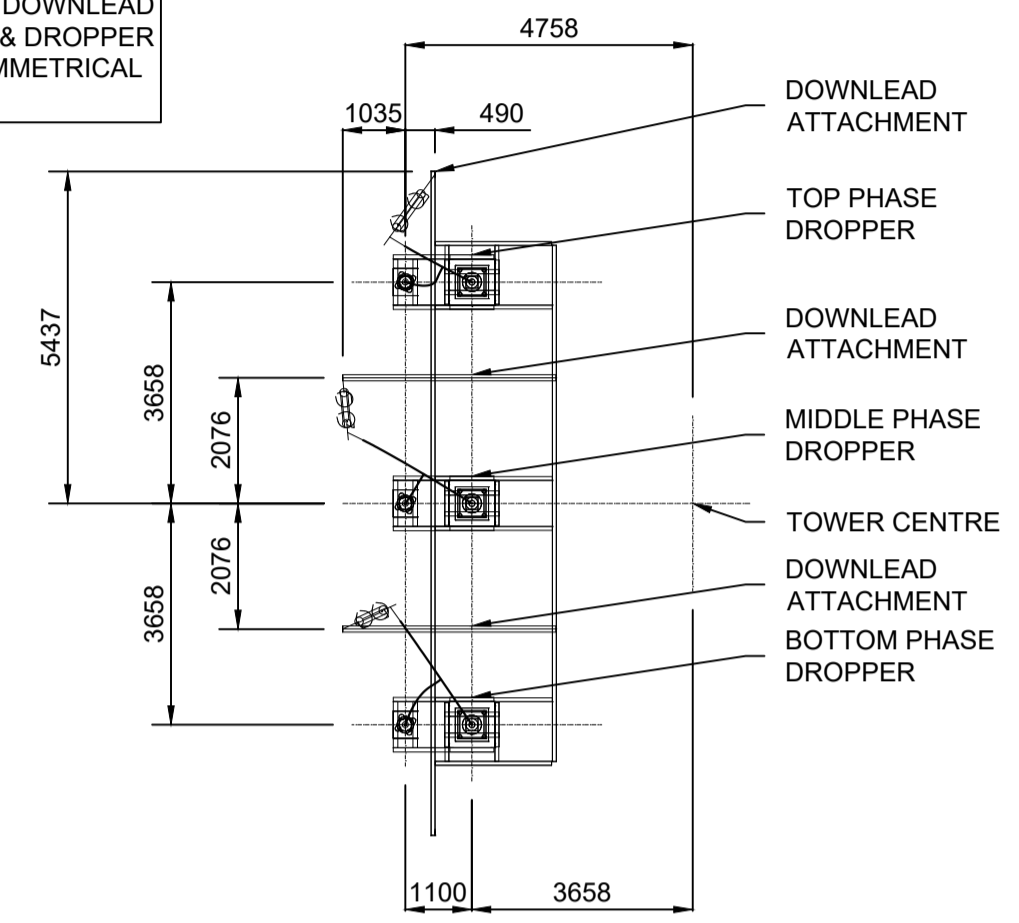 DOWNLEAD
& DROPPER
4758
1035
490
DOWNLEAD
ATTACHMENT
TOP PHASE
DROPPER
5437
3658
2076
DOWNLEAD
ATTACHMENT
MIDDLE PHASE
DROPPER
TOWER CENTRE
3658
2076
DOWNLEAD
ATTACHMENT
BOTTOM PHASE
DROPPER
1100
3658